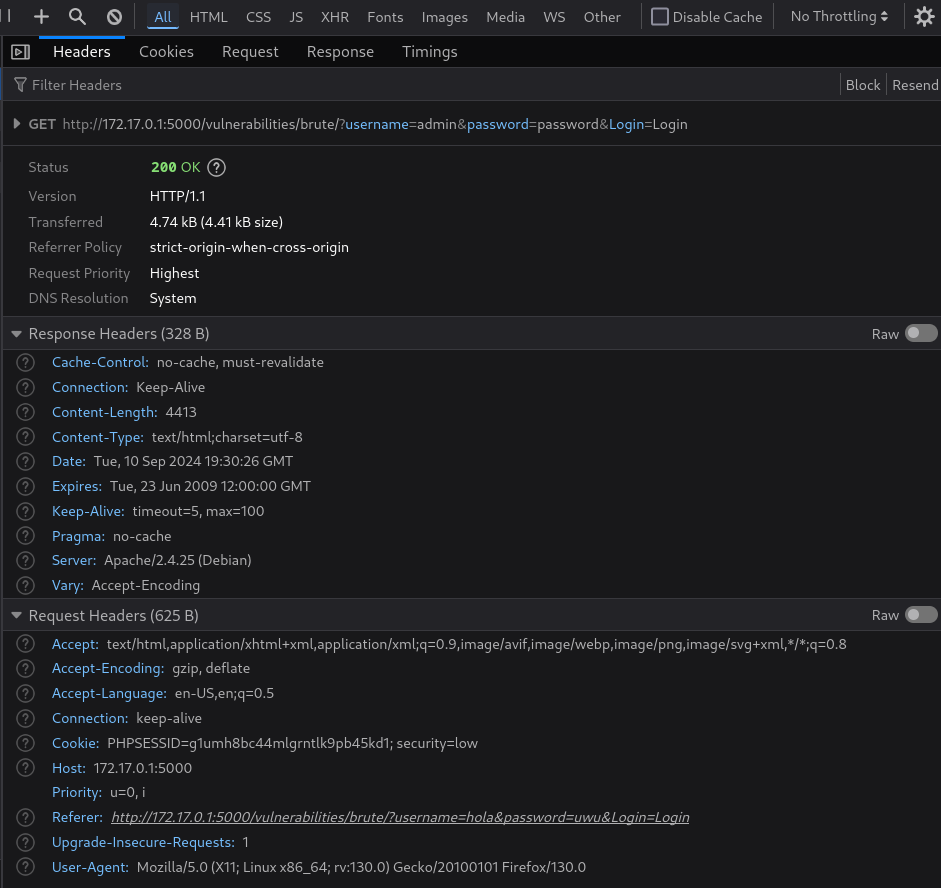 All HTML CSS JS XHR Fonts Images Media WS Other Disable Cache No Throttling
Headers Cookies Request Response Timings
Filter Headers Block Resend
GET http://172.17.0.1:5000/vulnerabilities/brute/?username=admin&password=password&Login=Login
Status 200 OK ?
Version HTTP/1.1
Transferred 4.74 kB (4.41 kB size)
Referrer Policy strict-origin-when-cross-origin
Request Priority Highest
DNS Resolution System
Response Headers (328 B) Raw
? Cache-Control: no-cache, must-revalidate
? Connection: Keep-Alive
? Content-Length: 4413
? Content-Type: text/html;charset=utf-8
? Date: Tue, 10 Sep 2024 19:30:26 GMT
? Expires: Tue, 23 Jun 2009 12:00:00 GMT
? Keep-Alive: timeout=5, max=100
? Pragma: no-cache
? Server: Apache/2.4.25 (Debian)
? Vary: Accept-Encoding
Request Headers (625 B) Raw
? Accept: text/html,application/xhtml+xml,application/xml;q=0.9,image/avif,image/webp,image/png,image/svg+xml,*/*;q=0.8
? Accept-Encoding: gzip, deflate
? Accept-Language: en-US,en;q=0.5
? Connection: keep-alive
? Cookie: PHPSESSID=g1umh8bc44mlgrntlk9pb45kd1; security=low
? Host: 172.17.0.1:5000
Priority: u=0, i
? Referer: http://172.17.0.1:5000/vulnerabilities/brute/?username=hola&password=uwu&Login=Login
? Upgrade-Insecure-Requests: 1
? User-Agent: Mozilla/5.0 (X11; Linux x86_64; rv:130.0) Gecko/20100101 Firefox/130.0